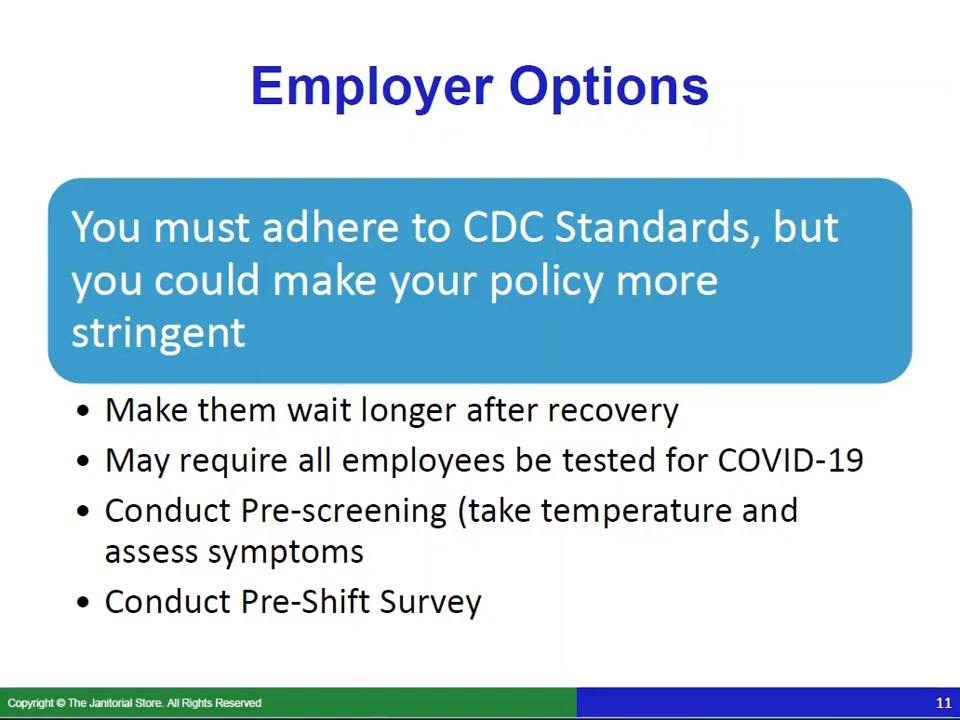 Employer Options
You must adhere to CDC Standards, but
you could make your policy more
stringent
• Make them wait longer after recovery
• May require all employees be tested for COVID-19
• Conduct Pre-screening (take temperature and
assess symptoms
• Conduct Pre-Shift Survey
Copyright © The Janitorial Store. All Rights Reserved
11